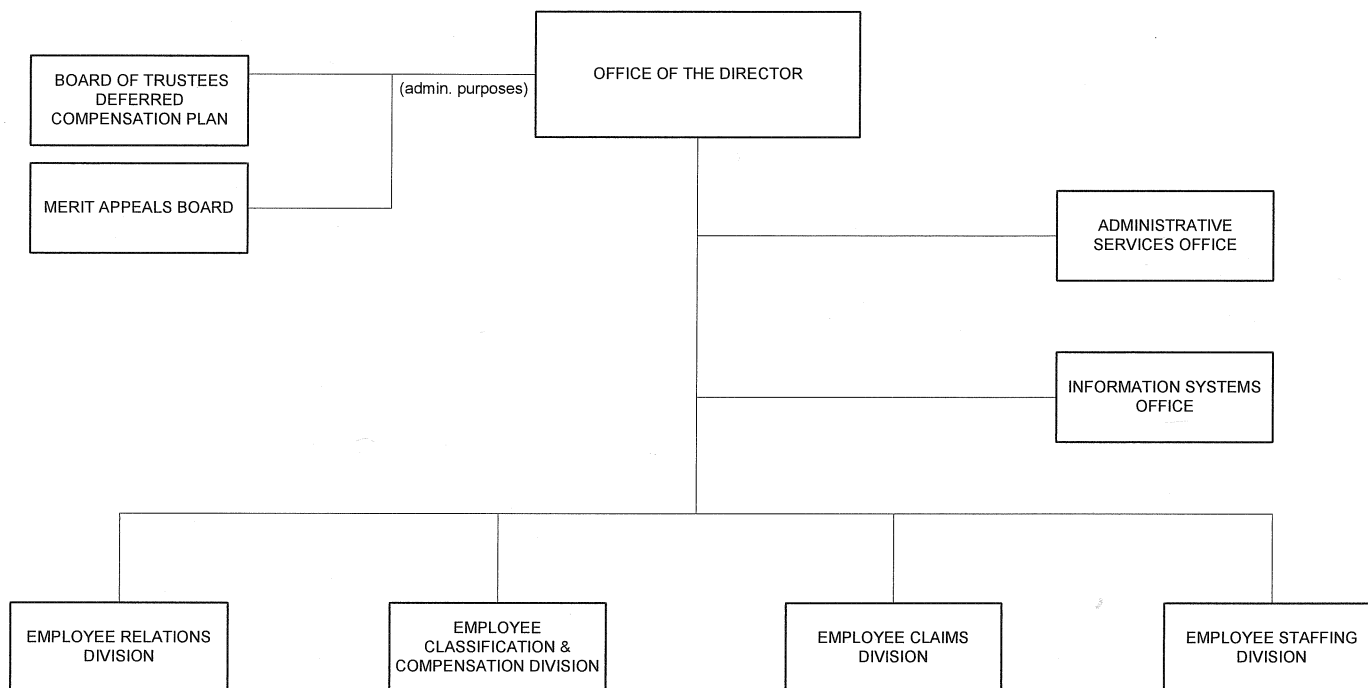 OFFICE OF THE DIRECTOR
BOARD OF TRUSTEES
DEFERRED
COMPENSATION PLAN
(admin. purposes)
MERIT APPEALS BOARD
ADMINISTRATIVE
SERVICES OFFICE
INFORMATION SYSTEMS
OFFICE
EMPLOYEE RELATIONS
DIVISION
EMPLOYEE
CLASSIFICATION &
COMPENSATION DIVISION
EMPLOYEE CLAIMS
DIVISION
EMPLOYEE STAFFING
DIVISION